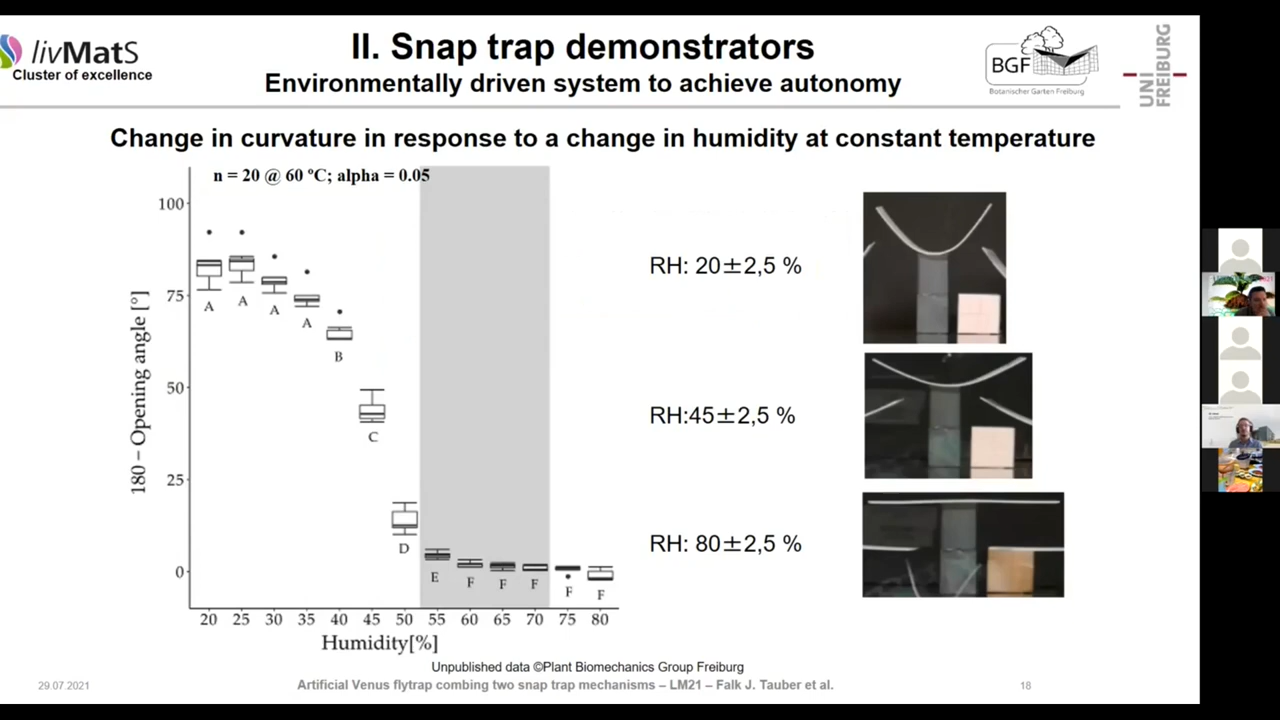 livMatS
Cluster of excellence
II. Snap trap demonstrators
Environmentally driven system to achieve autonomy
BGF
Botanischer Garten Freiburg
UNI
FREIBURG
Change in curvature in response to a change in humidity at constant temperature
n = 20 @ 60 °C; alpha = 0.05
180 – Opening angle [°]
100
75
50
25
0
A
A
A
A
B
C
D
E
F
F
F
F
F
20 25 30 35 40 45 50 55 60 65 70 75 80
Humidity[%]
RH: 20±2,5 %
RH:45±2,5 %
RH: 80±2,5 %
Unpublished data ©Plant Biomechanics Group Freiburg
29.07.2021
Artificial Venus flytrap combing two snap trap mechanisms – LM21 – Falk J. Tauber et al.
18